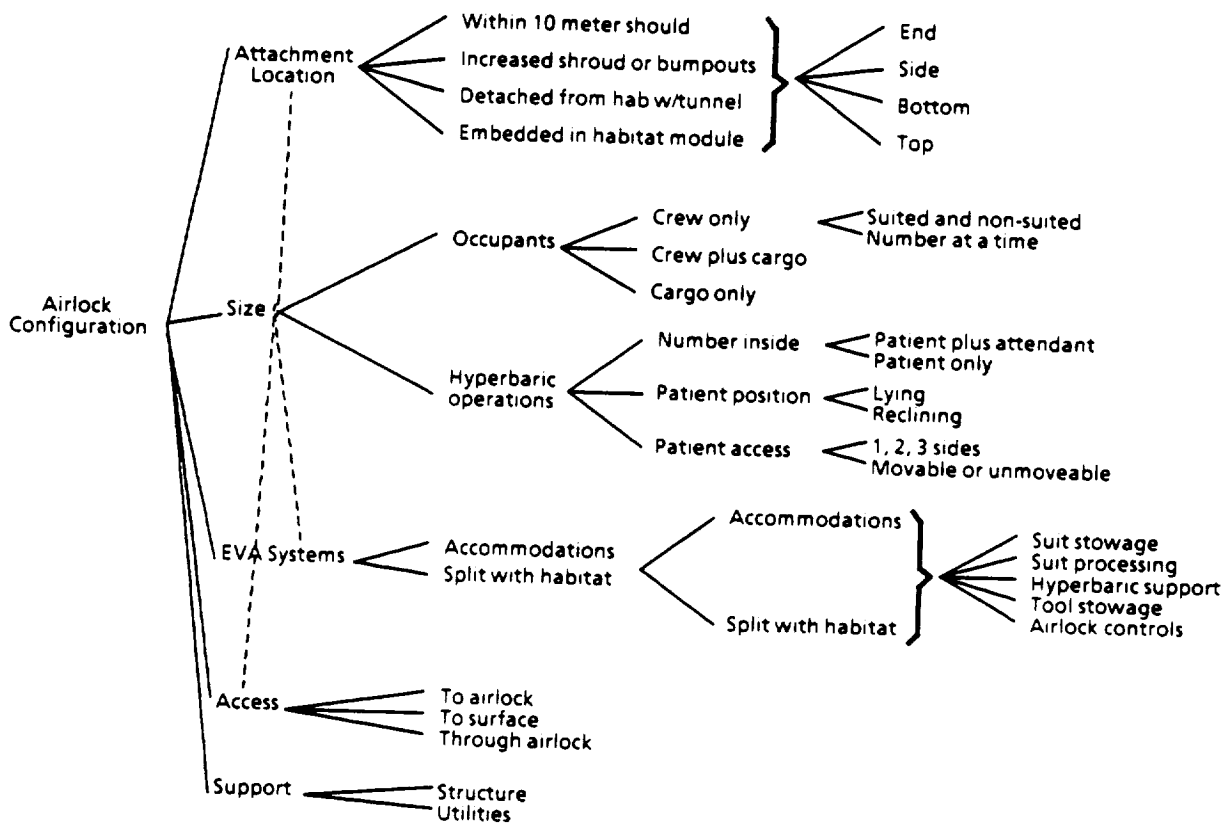 Airlock
Configuration
Attachment
Location
Within 10 meter should
Increased shroud or bumpouts
Detached from hab w/tunnel
Embedded in habitat module
End
Side
Bottom
Top
Size
Occupants
Crew only
Suited and non-suited
Number at a time
Crew plus cargo
Cargo only
Hyperbaric
operations
Number inside
Patient plus attendant
Patient only
Patient position
Lying
Reclining
Patient access
1, 2, 3 sides
Movable or unmoveable
EVA Systems
Accommodations
Split with habitat
Accommodations
Split with habitat
Suit stowage
Suit processing
Hyperbaric support
Tool stowage
Airlock controls
Access
To airlock
To surface
Through airlock
Support
Structure
Utilities